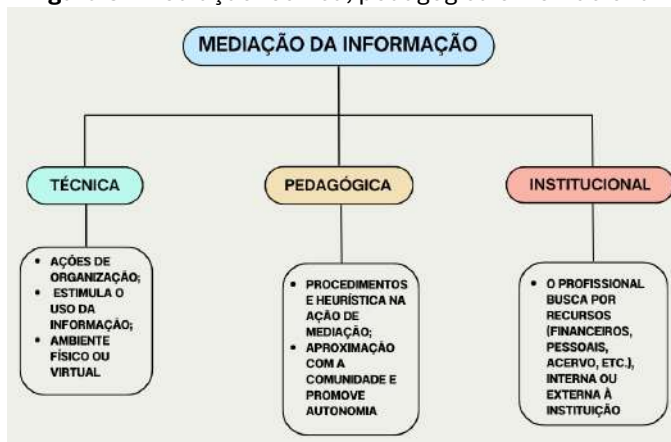 MEDIAÇÃO DA INFORMAÇÃO
TÉCNICA
PEDAGÓGICA
INSTITUCIONAL
• AÇÕES DE
ORGANIZAÇÃO;
• ESTIMULA O
USO DA
INFORMAÇÃO;
• AMBIENTE
FÍSICO OU
VIRTUAL
• PROCEDIMENTOS
E HEURÍSTICA NA
AÇÃO DE
MEDIAÇÃO;
• APROXIMAÇÃO
COM A
COMUNIDADE E
PROMOVE
AUTONOMIA
• O PROFISSIONAL
BUSCA POR
RECURSOS
(FINANCEIROS,
PESSOAIS,
ACERVO, ETC.),
INTERNA OU
EXTERNA À
INSTITUIÇÃO